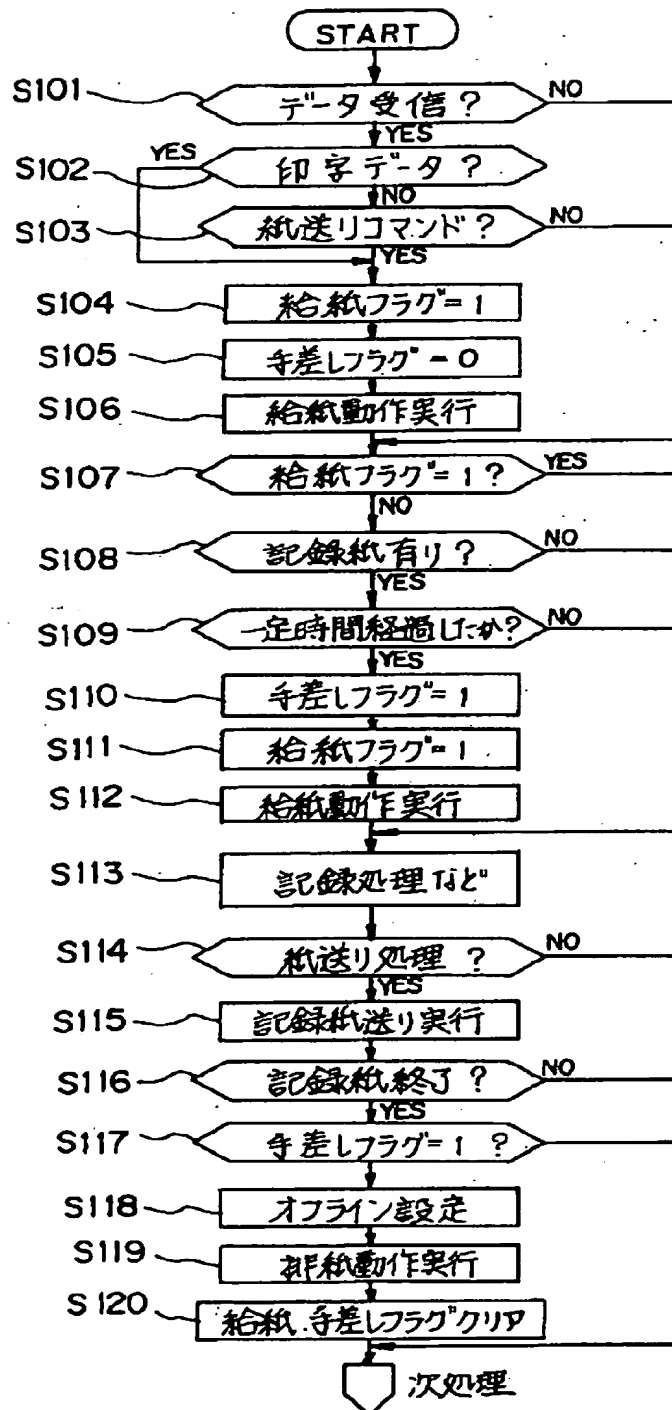 START
S101 データ受信? NO
YES
YES
S102 印字データ?
NO
S103 紙送リコマンド? NO
YES
S104 給紙フラグ=1
S105 手差しフラグ-0
S106 給紙動作実行
S107 給紙フラグ=1? YES
NO
S108 記録紙有り? NO
YES
S109 一定時間経過したか? NO
YES
S110 手差しフラグ=1
S111 給紙フラグ=1
S112 給紙動作実行
S113 記録処理など
S114 紙送り処理? NO
YES
S115 記録紙送り実行
S116 記録紙終了? NO
YES
S117 手差しフラグ=1?
S118 オフライン設定
S119 排紙動作実行
S120 給紙.手差しフラグクリア
次処理